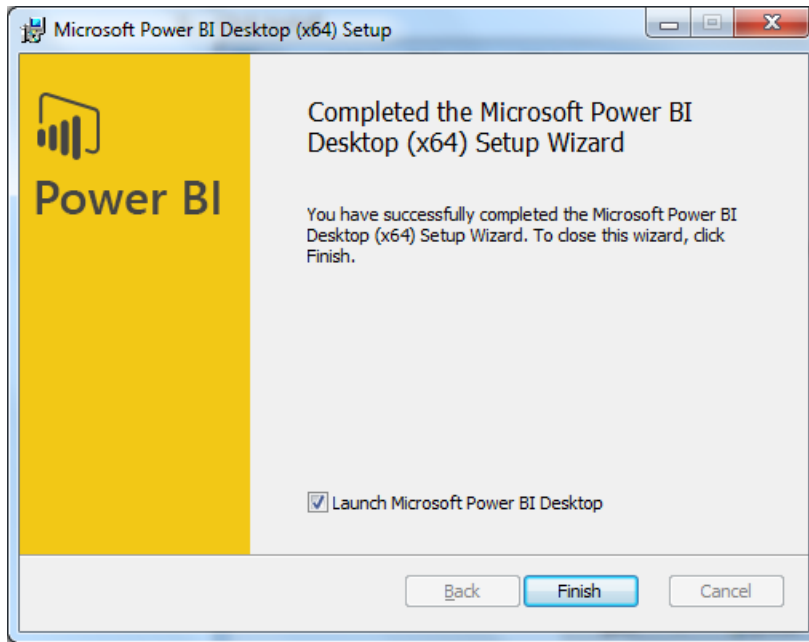 Microsoft Power BI Desktop (x64) Setup
Power BI
Completed the Microsoft Power BI
Desktop (x64) Setup Wizard
You have successfully completed the Microsoft Power BI
Desktop (x64) Setup Wizard. To close this wizard, click
Finish.
Launch Microsoft Power BI Desktop
Back
Finish
Cancel